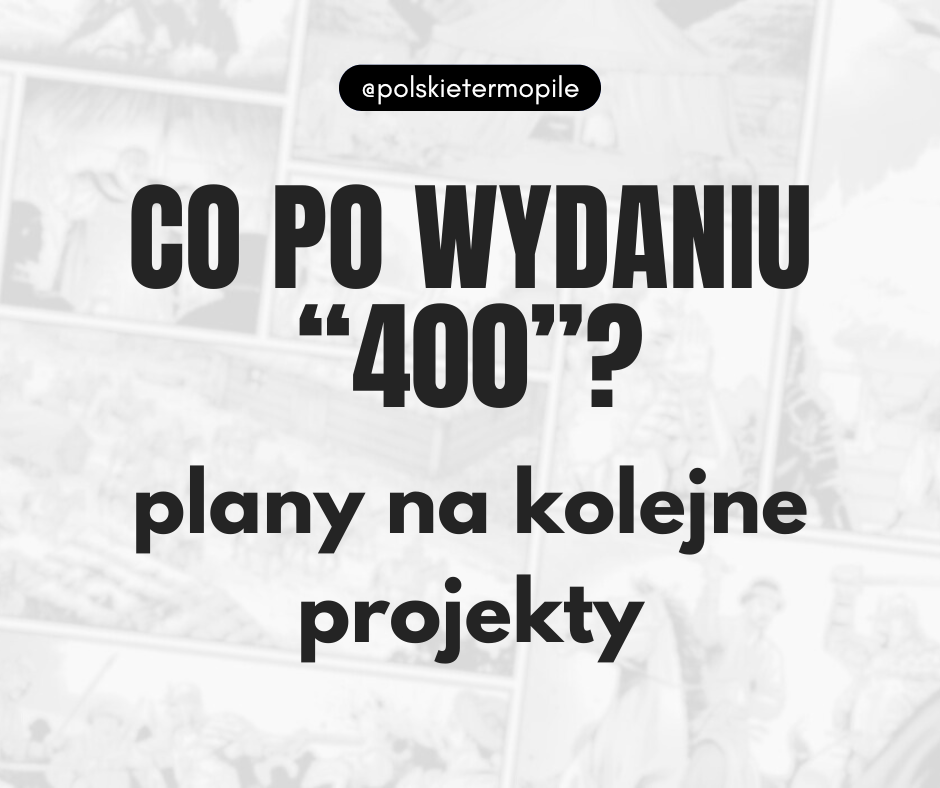 @polskietermopile
CO PO WYDANIU
“400”?
plany na kolejne
projekty